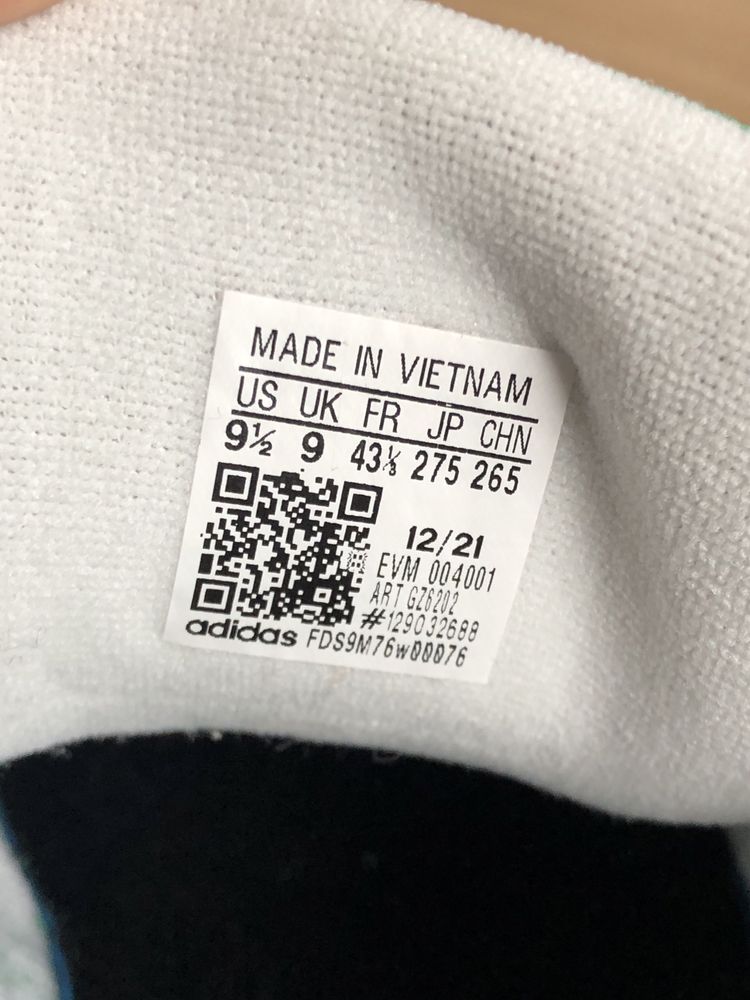 MADE IN VIETNAM
US UK FR JP CHN
9½ 9 43⅓ 275 265
12/21
EVM 004001
ART GZ6202
#129032688
adidas FDS9M76w00076